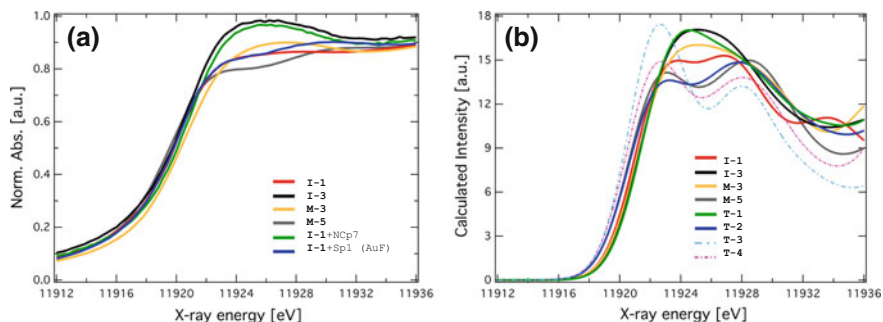 (a)
Norm. Abs. [a.u.]
1.0
0.8
0.6
0.4
0.2
0.0
I-1
I-3
M-3
M-5
I-1+NCp7
I-1+Sp1 (AuF)
11912 11916 11920 11924 11928 11932 11936
X-ray energy [eV]
(b)
Calculated Intensity [a.u.]
18
15
12
9
6
3
0
I-1
I-3
M-3
M-5
T-1
T-2
T-3
T-4
11912 11916 11920 11924 11928 11932 11936
X-ray energy [eV]